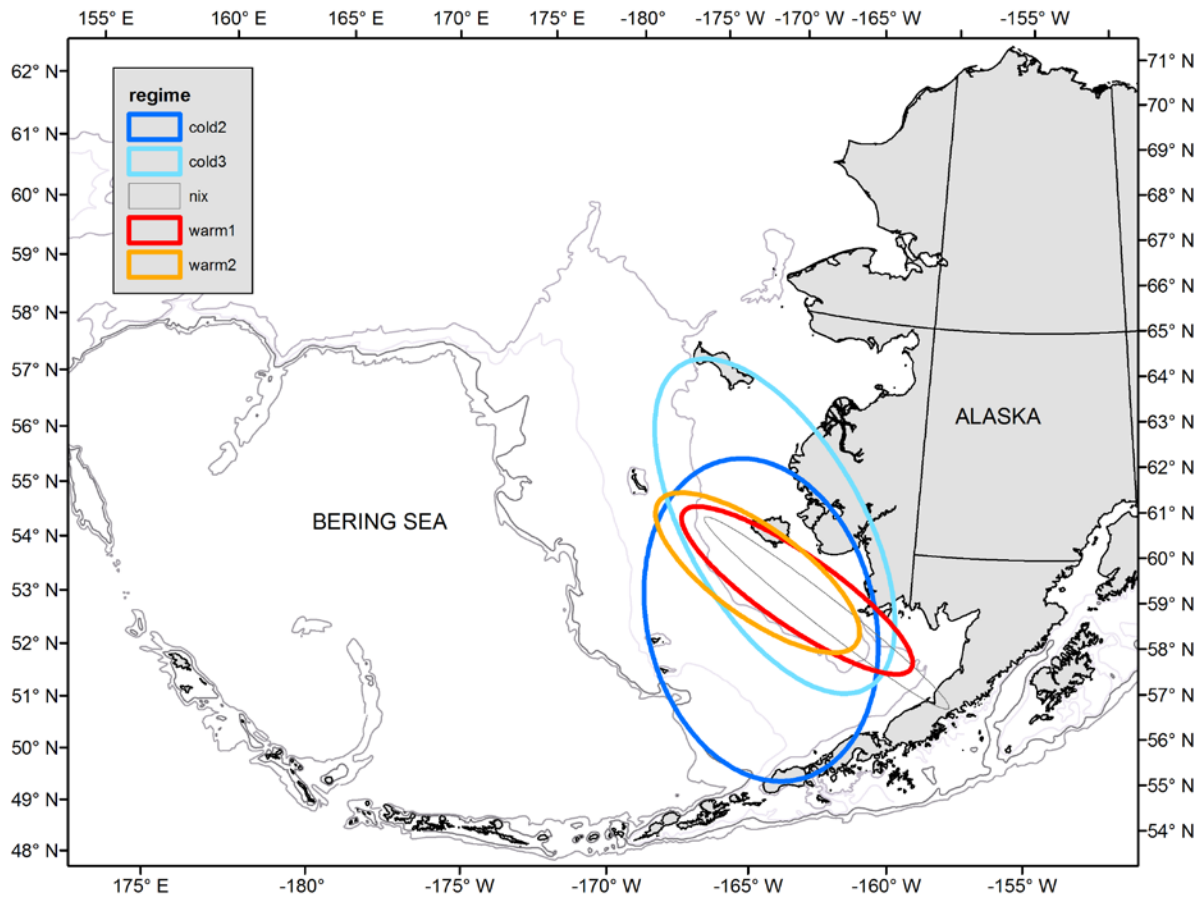 155° E 160° E 165° E 170° E 175° E -180° -175° W -170° W -165° W -155° W
62° N
61° N
60° N
59° N
58° N
57° N
56° N
55° N
54° N
53° N
52° N
51° N
50° N
49° N
48° N
regime
cold2
cold3
nix
warm1
warm2
BERING SEA
ALASKA
71° N
70° N
69° N
68° N
67° N
66° N
65° N
64° N
63° N
62° N
61° N
60° N
59° N
58° N
57° N
56° N
55° N
54° N
175° E -180° -175° W -170° W -165° W -160° W -155° W